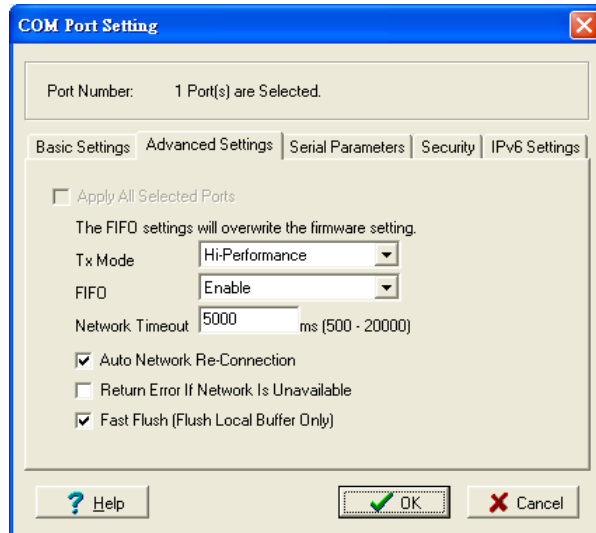 COM Port Setting
Port Number: 1 Port(s) are Selected.
Basic Settings Advanced Settings Serial Parameters Security IPv6 Settings
Apply All Selected Ports
The FIFO settings will overwrite the firmware setting.
Tx Mode Hi-Performance
FIFO Enable
Network Timeout 5000 ms (500 - 20000)
Auto Network Re-Connection
Return Error If Network Is Unavailable
Fast Flush (Flush Local Buffer Only)
? Help OK Cancel